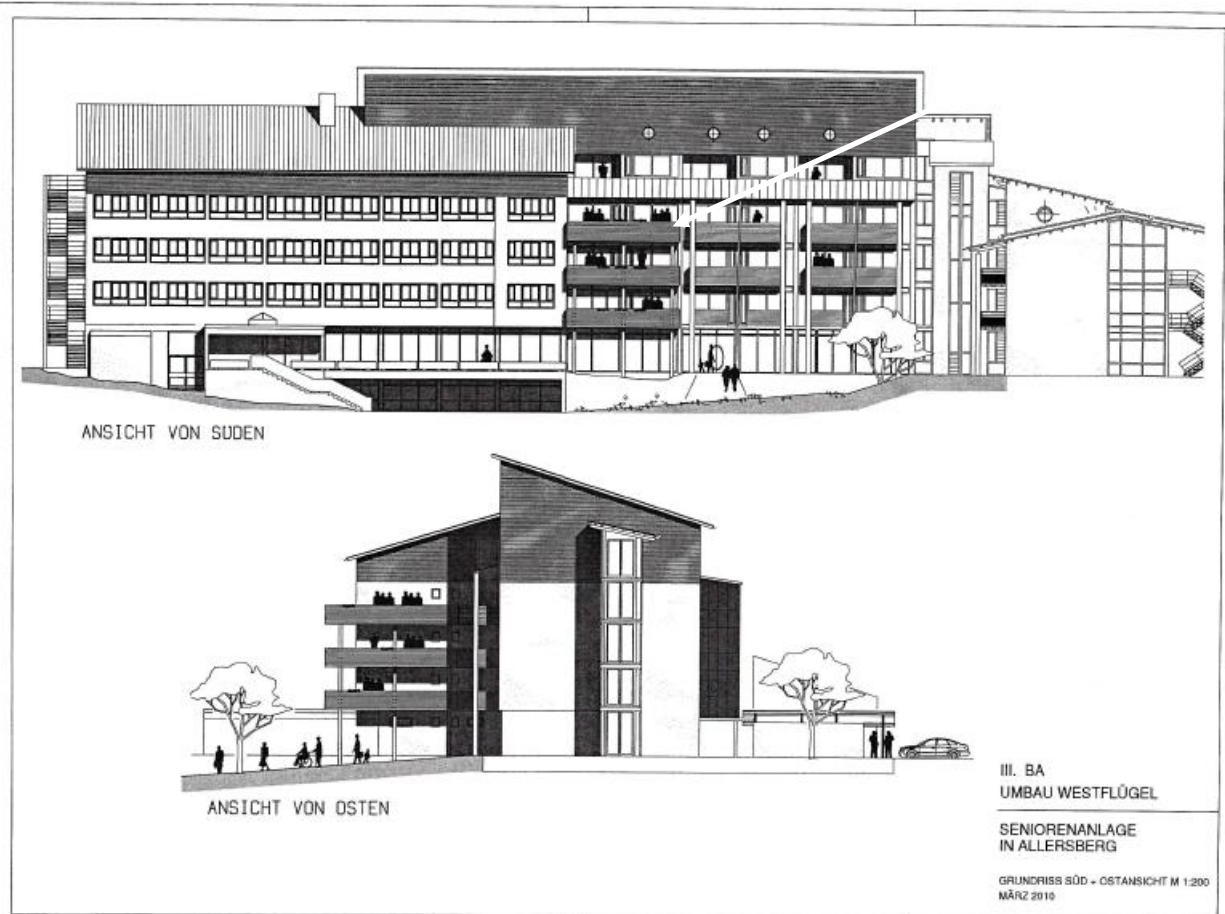 ANSICHT VON SÜDEN
ANSICHT VON OSTEN
III. BA
UMBAU WESTFLÜGEL
SENIORENANLAGE
IN ALLERSBERG
GRUNDRISS SÜD + OSTANSICHT M 1:200
MÄRZ 2010